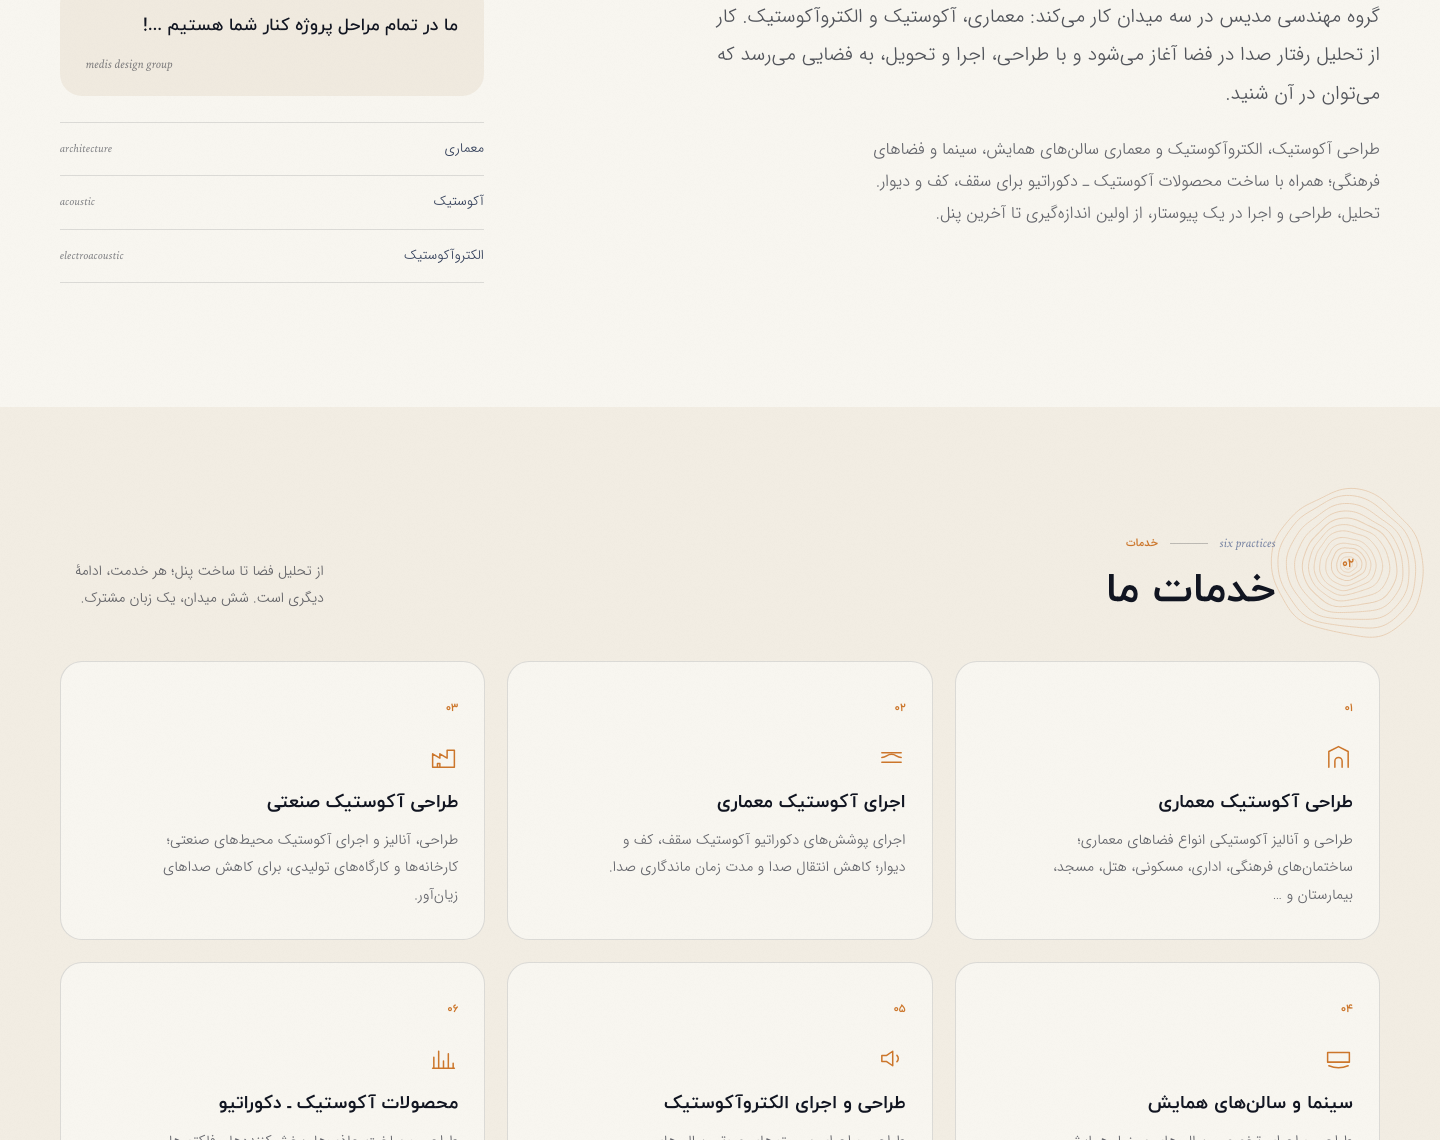 گروه مهندسی مدیس در سه میدان کار می‌کند: معماری، آکوستیک و الکتروآکوستیک. کار
از تحلیل رفتار صدا در فضا آغاز می‌شود و با طراحی، اجرا و تحویل، به فضایی می‌رسد که
می‌توان در آن شنید.
طراحی آکوستیک، الکتروآکوستیک و معماری سالن‌های همایش، سینما و فضاهای
فرهنگی؛ همراه با ساخت محصولات آکوستیک ـ دکوراتیو برای سقف، کف و دیوار.
تحلیل، طراحی و اجرا در یک پیوستار، از اولین اندازه‌گیری تا آخرین پنل.
ما در تمام مراحل پروژه کنار شما هستیم ...!
medis design group
معماری
architecture
آکوستیک
acoustic
الکتروآکوستیک
electroacoustic
۰۲
six practices
خدمات
خدمات ما
از تحلیل فضا تا ساخت پنل؛ هر خدمت، ادامهٔ
دیگری است. شش میدان، یک زبان مشترک.
۰۱
طراحی آکوستیک معماری
طراحی و آنالیز آکوستیکی انواع فضاهای معماری؛
ساختمان‌های فرهنگی، اداری، مسکونی، هتل، مسجد،
بیمارستان و ...
۰۲
اجرای آکوستیک معماری
اجرای پوشش‌های دکوراتیو آکوستیک سقف، کف و
دیوار؛ کاهش انتقال صدا و مدت زمان ماندگاری صدا.
۰۳
طراحی آکوستیک صنعتی
طراحی، آنالیز و اجرای آکوستیک محیط‌های صنعتی؛
کارخانه‌ها و کارگاه‌های تولیدی، برای کاهش صداهای
زیان‌آور.
۰۴
سینما و سالن‌های همایش
۰۵
طراحی و اجرای الکتروآکوستیک
۰۶
محصولات آکوستیک ـ دکوراتیو